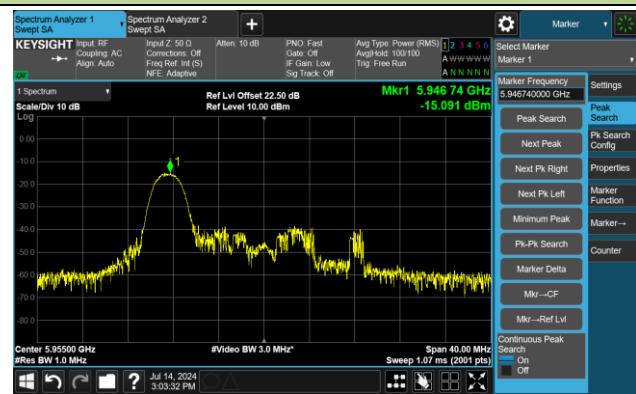 Spectrum Analyzer 1
Swept SA
Spectrum Analyzer 2
Swept SA
+
Marker
KEYSIGHT
Input: RF
Coupling: AC
Align: Auto
Input Z: 50 Ω
Corrections: Off
Freq Ref: Int (S)
NFE: Adaptive
Atten: 10 dB
PNO: Fast
Gate: Off
IF Gain: Low
Sig Track: Off
Avg Type: Power (RMS)
Avg|Hold: 100/100
Trig: Free Run
1 2 3 4 5 6
A W W W W W
A N N N N N
Select Marker
Marker 1
1 Spectrum
Scale/Div 10 dB
Log
Ref Lvl Offset 22.50 dB
Ref Level 10.00 dBm
Mkr1 5.946 74 GHz
-15.091 dBm
0.00
-10.0
-20.0
-30.0
-40.0
-50.0
-60.0
-70.0
-80.0
1
Center 5.95500 GHz
#Res BW 1.0 MHz
#Video BW 3.0 MHz*
Span 40.00 MHz
Sweep 1.07 ms (2001 pts)
Marker Frequency
5.946740000 GHz
Peak Search
Next Peak
Next Pk Right
Next Pk Left
Minimum Peak
Pk-Pk Search
Marker Delta
Mkr→CF
Mkr→Ref Lvl
Continuous Peak
Search
On
Off
Settings
Peak
Search
Pk Search
Config
Properties
Marker
Function
Marker→
Counter
?
Jul 14, 2024
3:03:32 PM